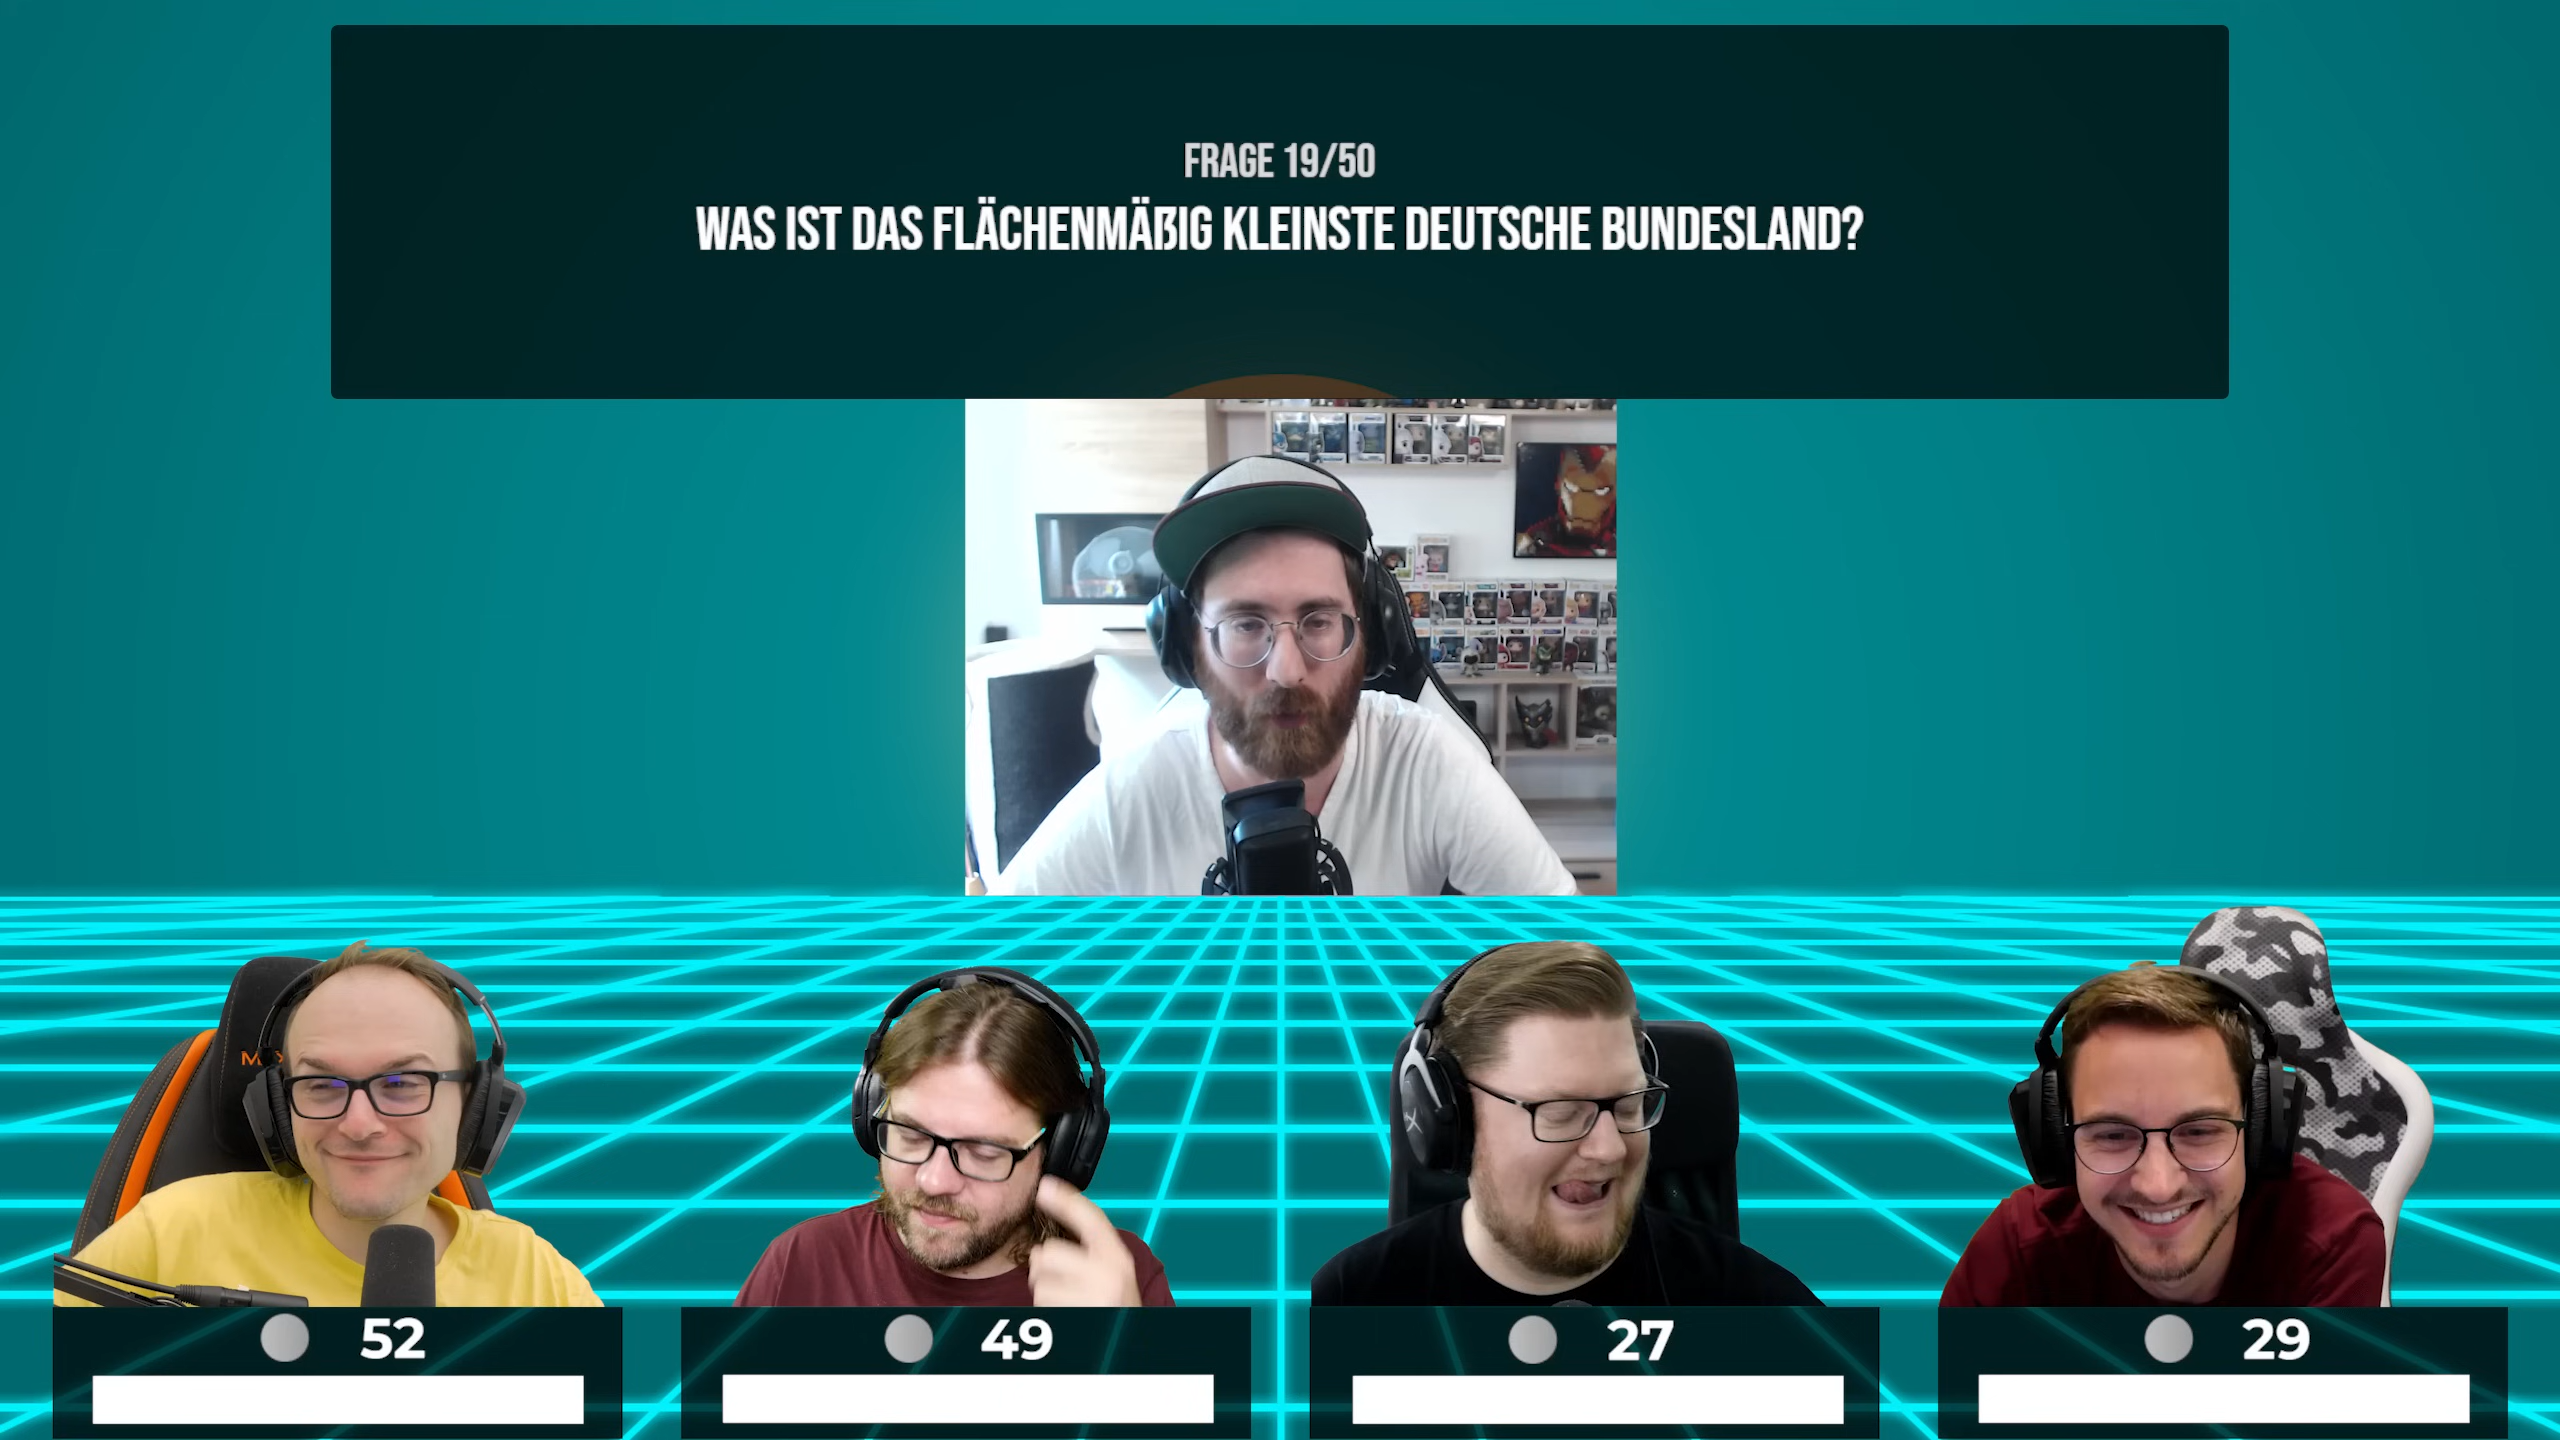 FRAGE 19/50
WAS IST DAS FLÄCHENMÄẞIG KLEINSTE DEUTSCHE BUNDESLAND?
52
49
27
29